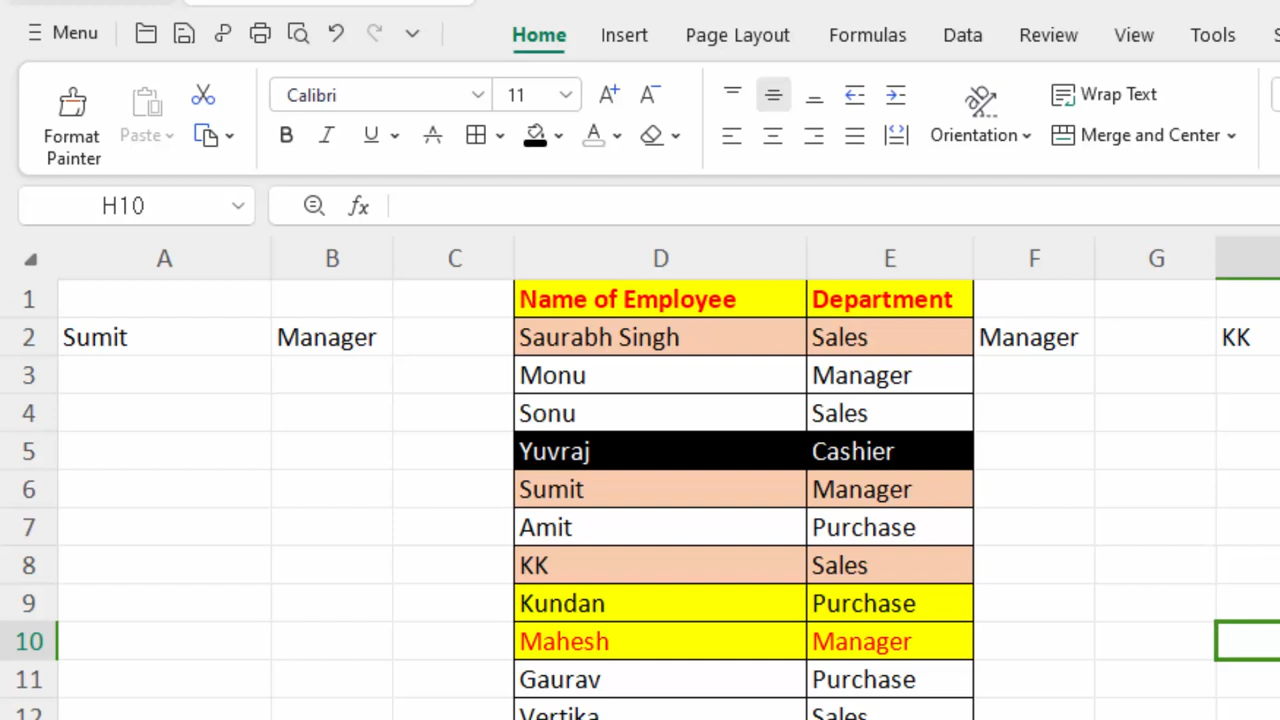 Menu Home Insert Page Layout Formulas Data Review View Tools
Format Painter Paste Calibri 11 A+ A- Wrap Text
B I U A A Orientation Merge and Center
H10 fx
A B C D E F G
1 Name of Employee Department
2 Sumit Manager Saurabh Singh Sales Manager KK
3 Monu Manager
4 Sonu Sales
5 Yuvraj Cashier
6 Sumit Manager
7 Amit Purchase
8 KK Sales
9 Kundan Purchase
10 Mahesh Manager
11 Gaurav Purchase
12 Vertika Sales